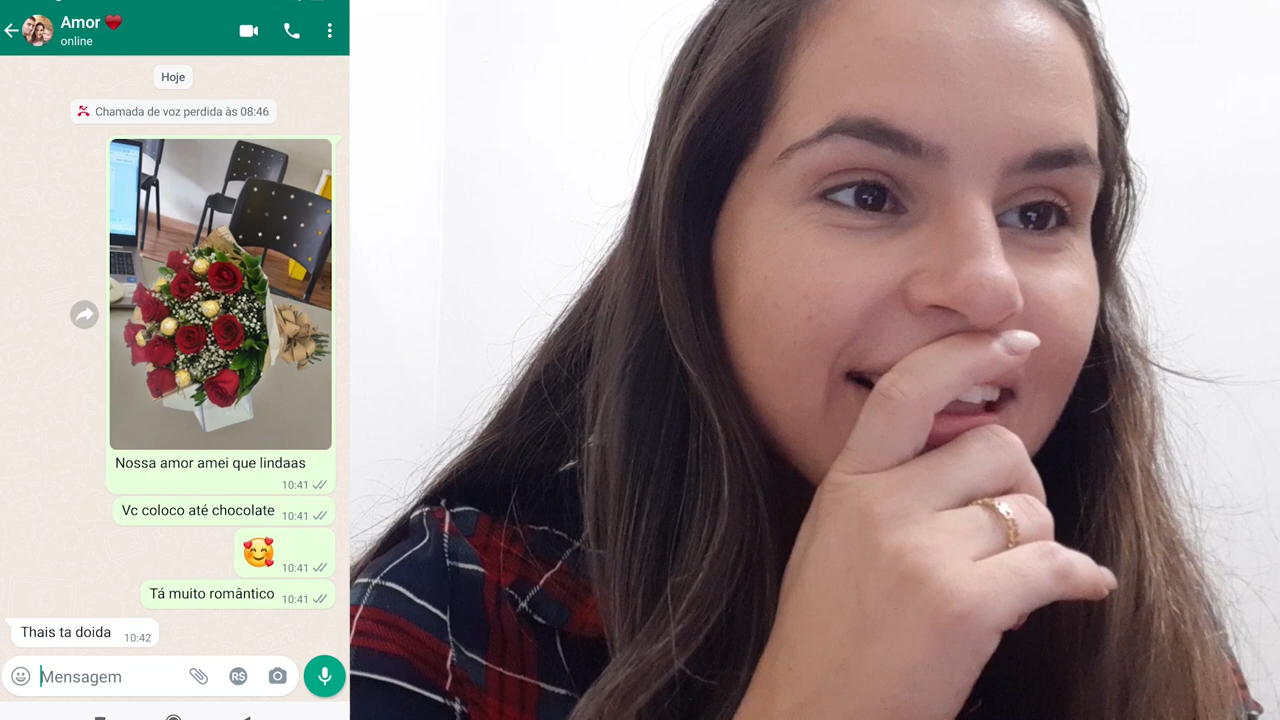 Amor
online
Hoje
Chamada de voz perdida às 08:46
Nossa amor amei que lindaas
10:41
Vc coloco até chocolate 10:41
10:41
Tá muito romântico 10:41
Thais ta doida 10:42
Mensagem
R$